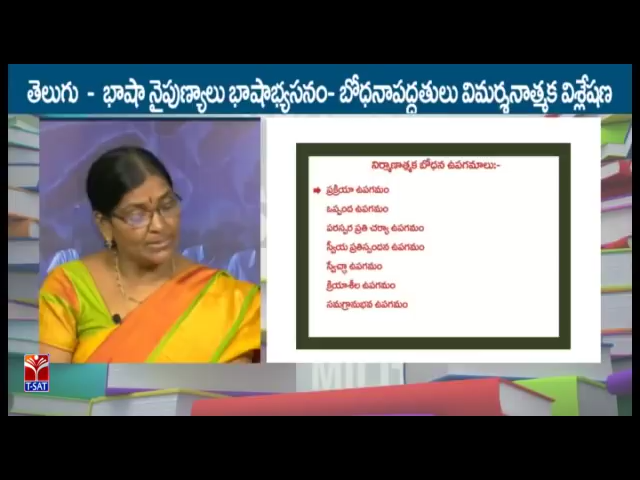 తెలుగు - భాషా నైపుణ్యాలు భాషాభ్యసనం- బోధనాపద్ధతులు విమర్శనాత్మక విశ్లేషణ
నిర్మాణాత్మక బోధన ఉపగమాలు:-
ప్రక్రియా ఉపగమం
ఒప్పంద ఉపగమం
పరస్పర ప్రతి చర్యా ఉపగమం
స్వీయ ప్రతిస్పందన ఉపగమం
స్వేచ్ఛా ఉపగమం
క్రియాశీల ఉపగమం
సమగ్రానుభవ ఉపగమం
T-SAT